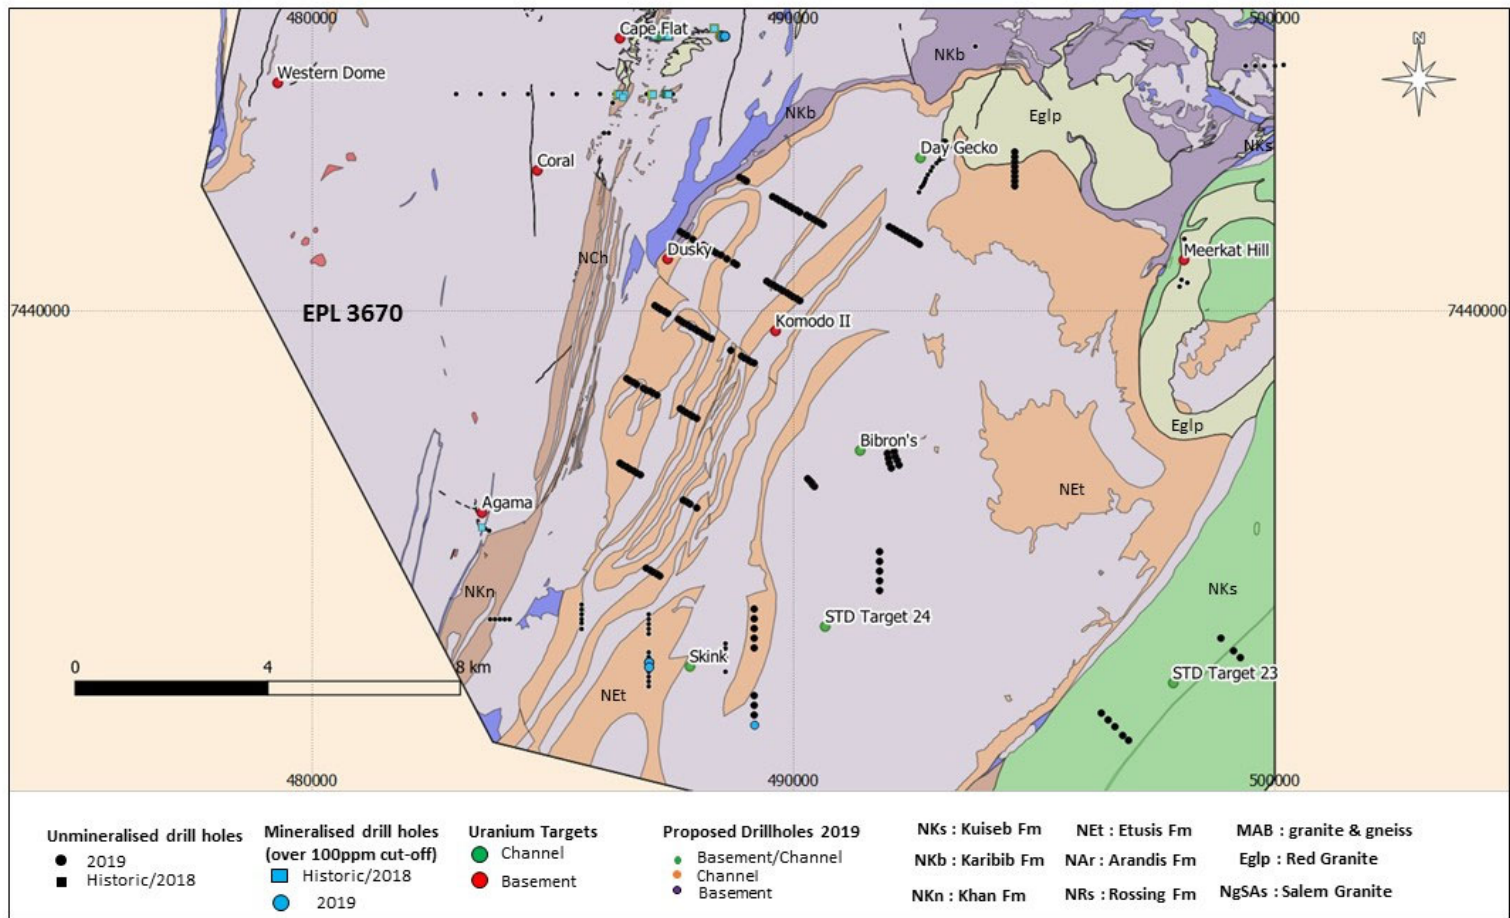 480000
490000
500000
Cape Flat
NKb
N
Western Dome
NKb
Eglp
NKs
Coral
Day Gecko
NCh
Dusky
Meerkat Hill
7440000
EPL 3670
Komodo II
7440000
Eglp
Bibron's
NEt
Agama
NKn
NKs
STD Target 24
0
4
8 km
Skink
STD Target 23
NEt
480000
490000
500000
Unmineralised drill holes
2019
Historic/2018
Mineralised drill holes
(over 100ppm cut-off)
Historic/2018
2019
Uranium Targets
Channel
Basement
Proposed Drillholes 2019
Basement/Channel
Channel
Basement
NKs : Kuiseb Fm
NKb : Karibib Fm
NKn : Khan Fm
NEt : Etusis Fm
NAr : Arandis Fm
NRs : Rossing Fm
MAB : granite & gneiss
Eglp : Red Granite
NgSAs : Salem Granite